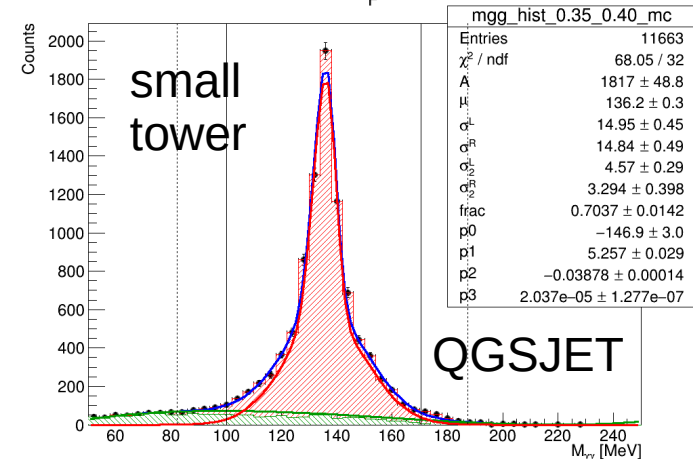 mgg_hist_0.35_0.40_mc
Entries 11663
χ² / ndf 68.05 / 32
A 1817 ± 48.8
μ 136.2 ± 0.3
σᴸ 14.95 ± 0.45
σᴿ 14.84 ± 0.49
σ₂ᴸ 4.57 ± 0.29
σ₂ᴿ 3.294 ± 0.398
frac 0.7037 ± 0.0142
p0 −146.9 ± 3.0
p1 5.257 ± 0.029
p2 −0.03878 ± 0.00014
p3 2.037e−05 ± 1.277e−07
Counts
2000
1800
1600
1400
1200
1000
800
600
400
200
0
small
tower
QGSJET
60 80 100 120 140 160 180 200 220 240
Mγγ [MeV]